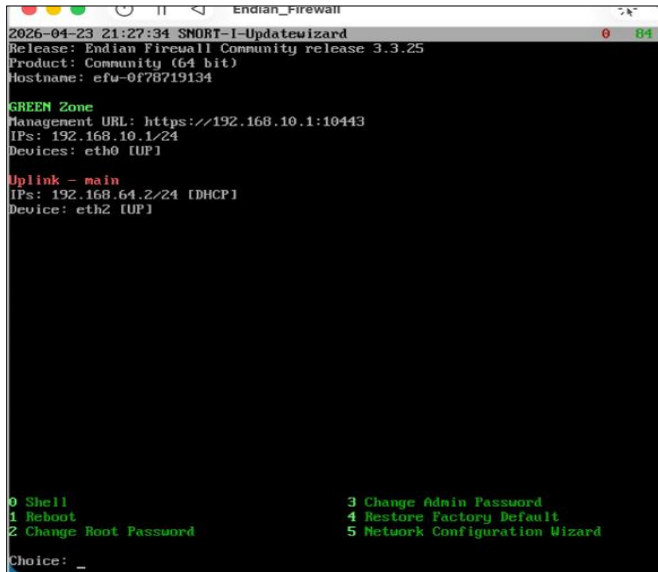 Endian_Firewall
2026-04-23 21:27:34 SNORT-I-Updatewizard 0 84
Release: Endian Firewall Community release 3.3.25
Product: Community (64 bit)
Hostname: efw-0f78719134
GREEN Zone
Management URL: https://192.168.10.1:10443
IPs: 192.168.10.1/24
Devices: eth0 [UP]
Uplink - main
IPs: 192.168.64.2/24 [DHCP]
Device: eth2 [UP]
0 Shell 3 Change Admin Password
1 Reboot 4 Restore Factory Default
2 Change Root Password 5 Network Configuration Wizard
Choice: _